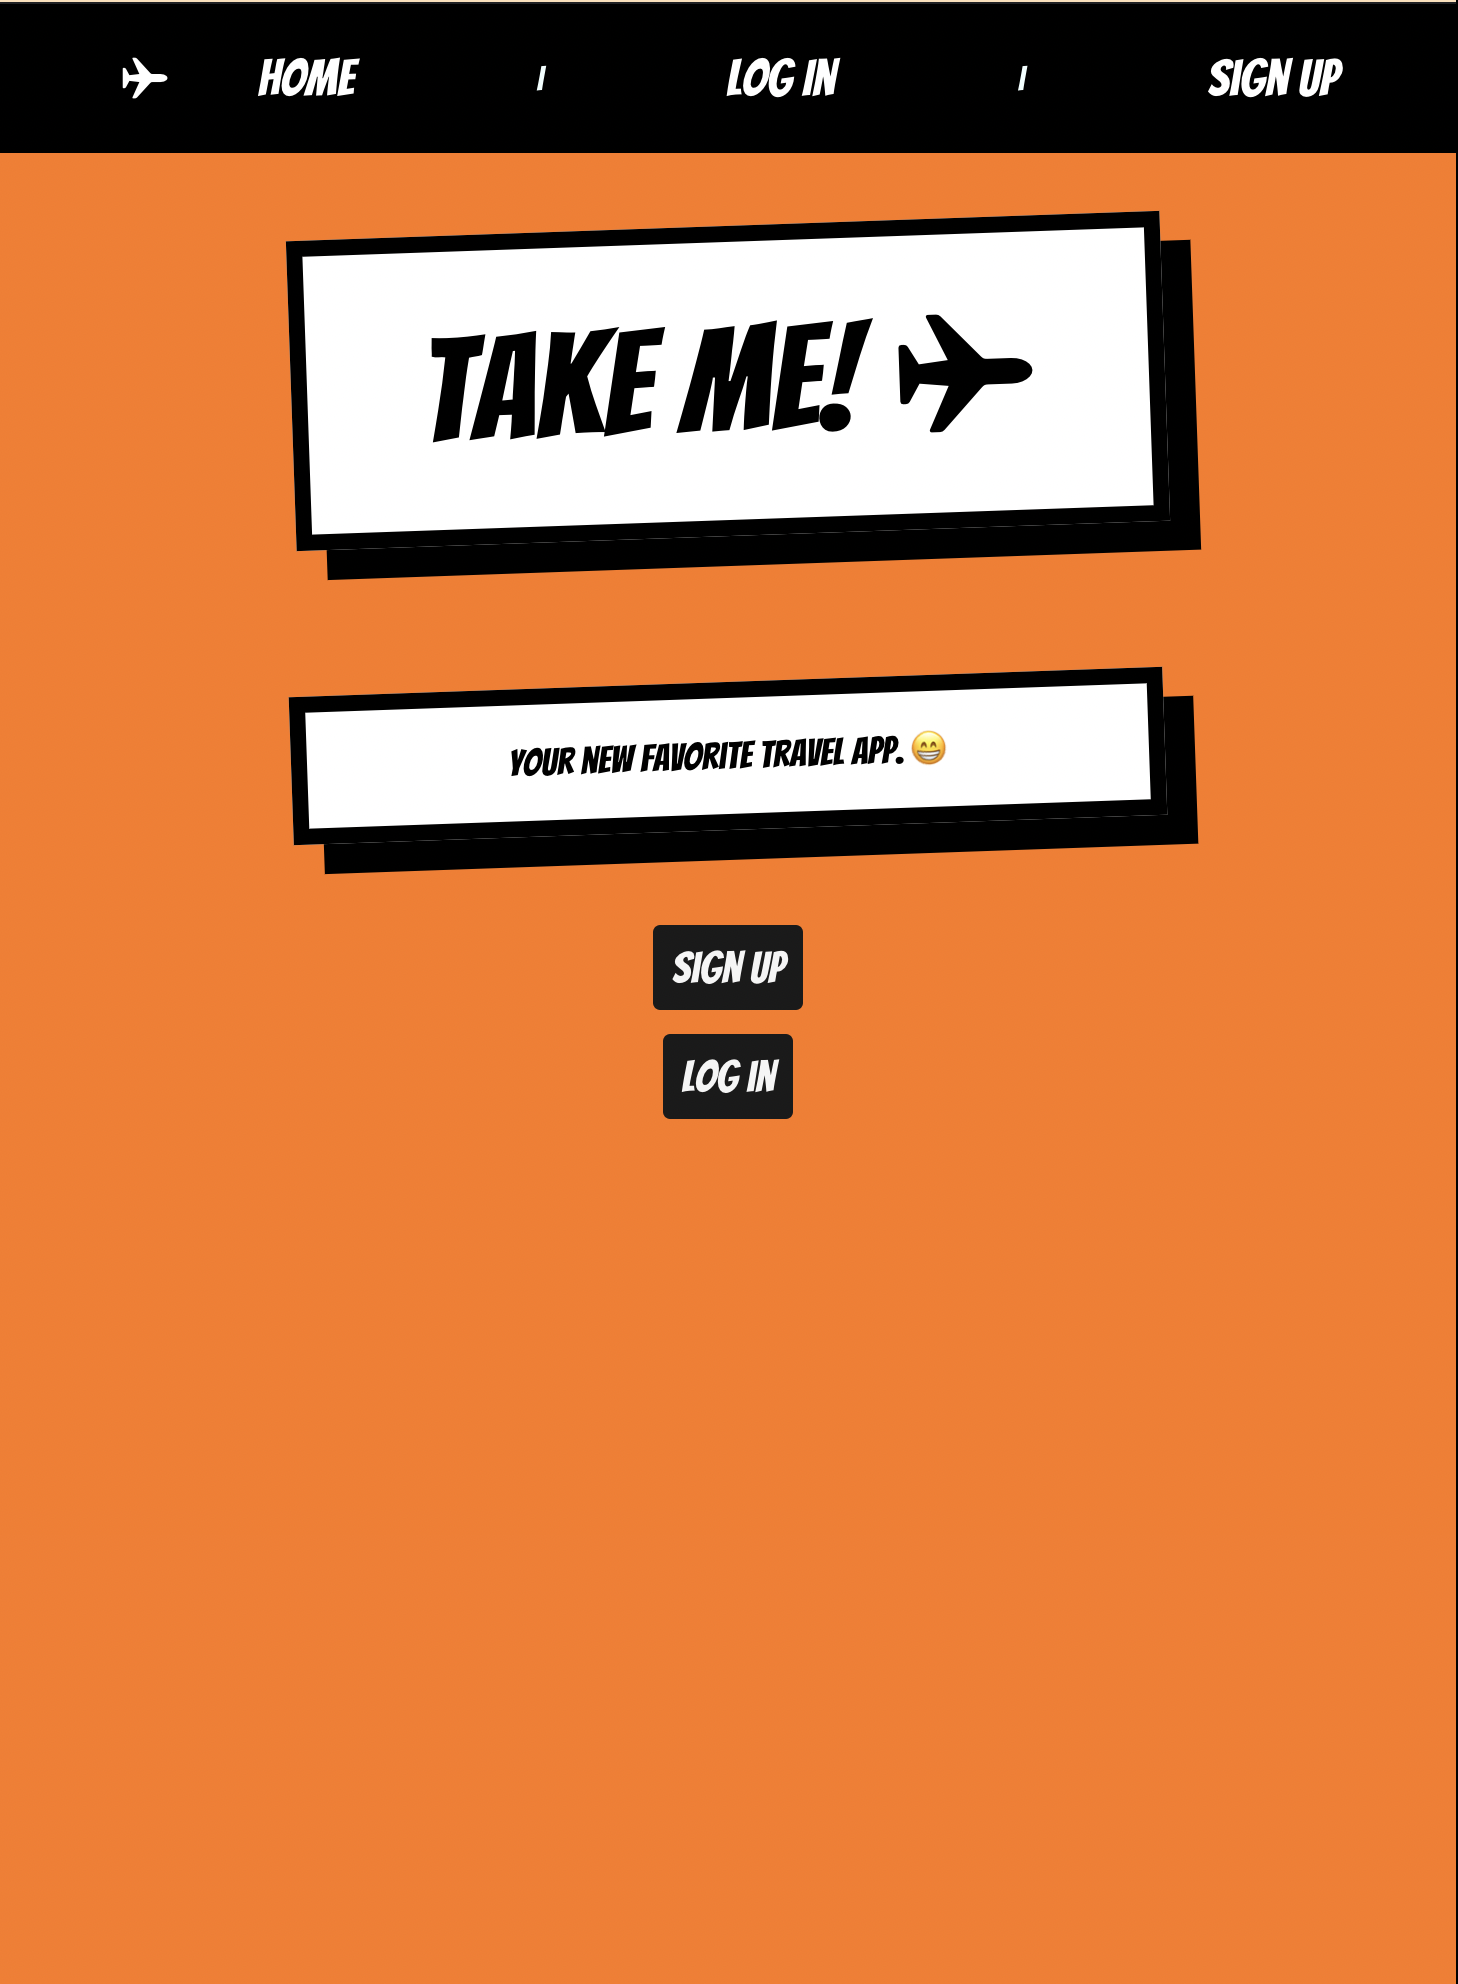 HOME / LOG IN / SIGN UP
TAKE ME!
YOUR NEW FAVORITE TRAVEL APP. 😁
SIGN UP
LOG IN